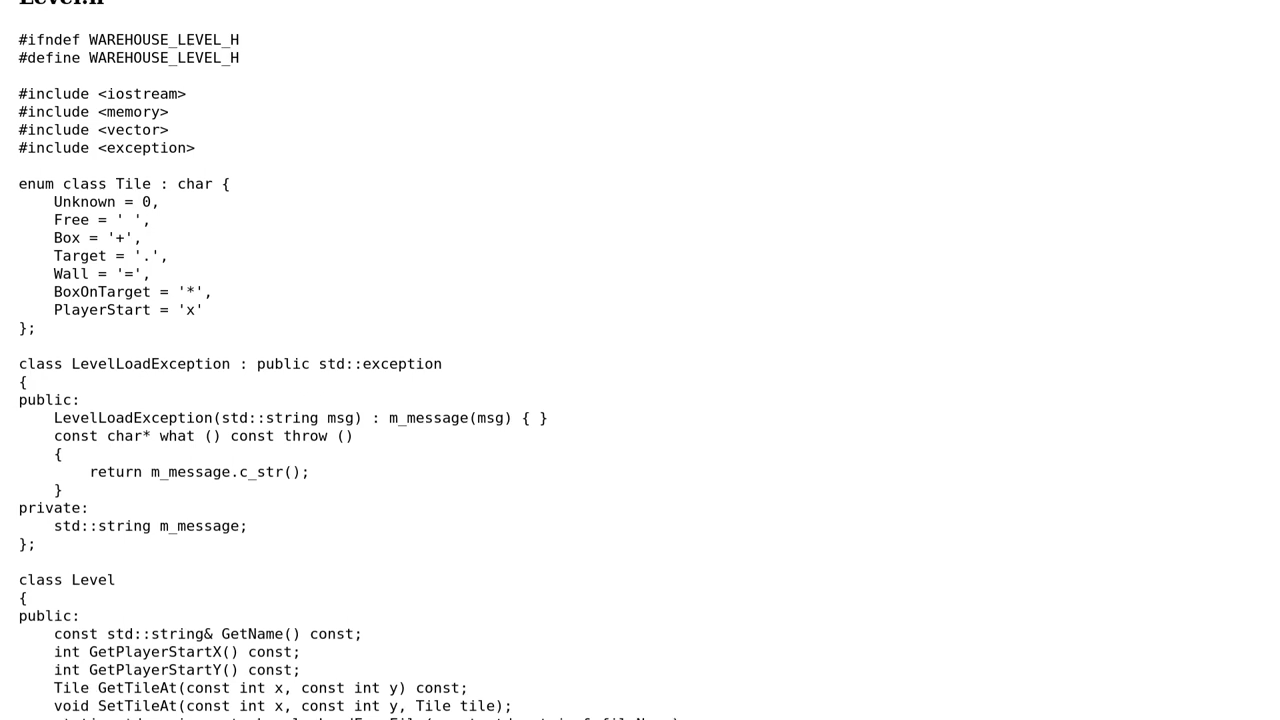 #ifndef WAREHOUSE_LEVEL_H
#define WAREHOUSE_LEVEL_H

#include <iostream>
#include <memory>
#include <vector>
#include <exception>

enum class Tile : char {
    Unknown = 0,
    Free = ' ',
    Box = '+',
    Target = '.',
    Wall = '=',
    BoxOnTarget = '*',
    PlayerStart = 'x'
};

class LevelLoadException : public std::exception
{
public:
    LevelLoadException(std::string msg) : m_message(msg) { }
    const char* what () const throw ()
    {
        return m_message.c_str();
    }
private:
    std::string m_message;
};

class Level
{
public:
    const std::string& GetName() const;
    int GetPlayerStartX() const;
    int GetPlayerStartY() const;
    Tile GetTileAt(const int x, const int y) const;
    void SetTileAt(const int x, const int y, Tile tile);